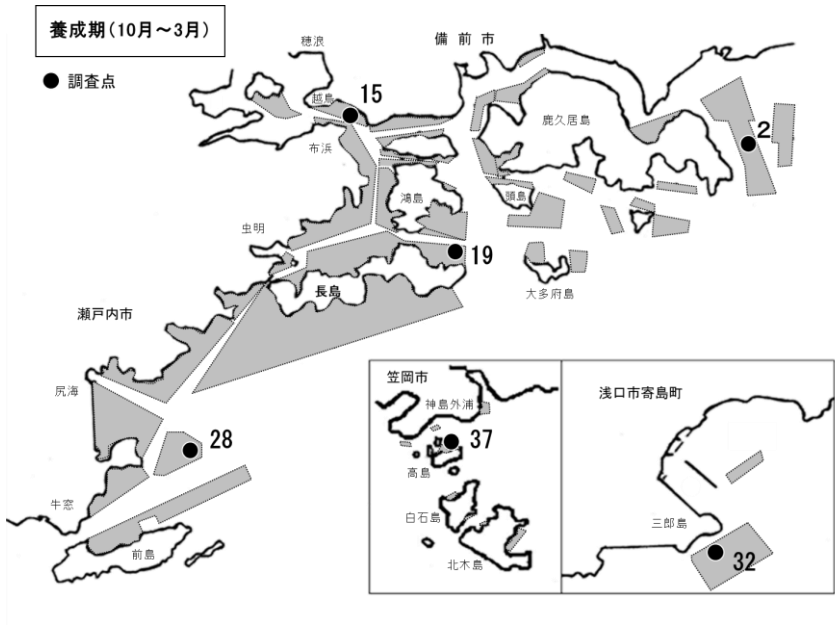 養成期(10月～3月)
● 調査点
穂浪
備前市
越島
15
布浜
鹿久居島
2
鴻島
頭島
虫明
19
長島
大多府島
瀬戸内市
尻海
28
牛窓
前島
笠岡市
神島外浦
37
高島
白石島
北木島
浅口市寄島町
三郎島
32